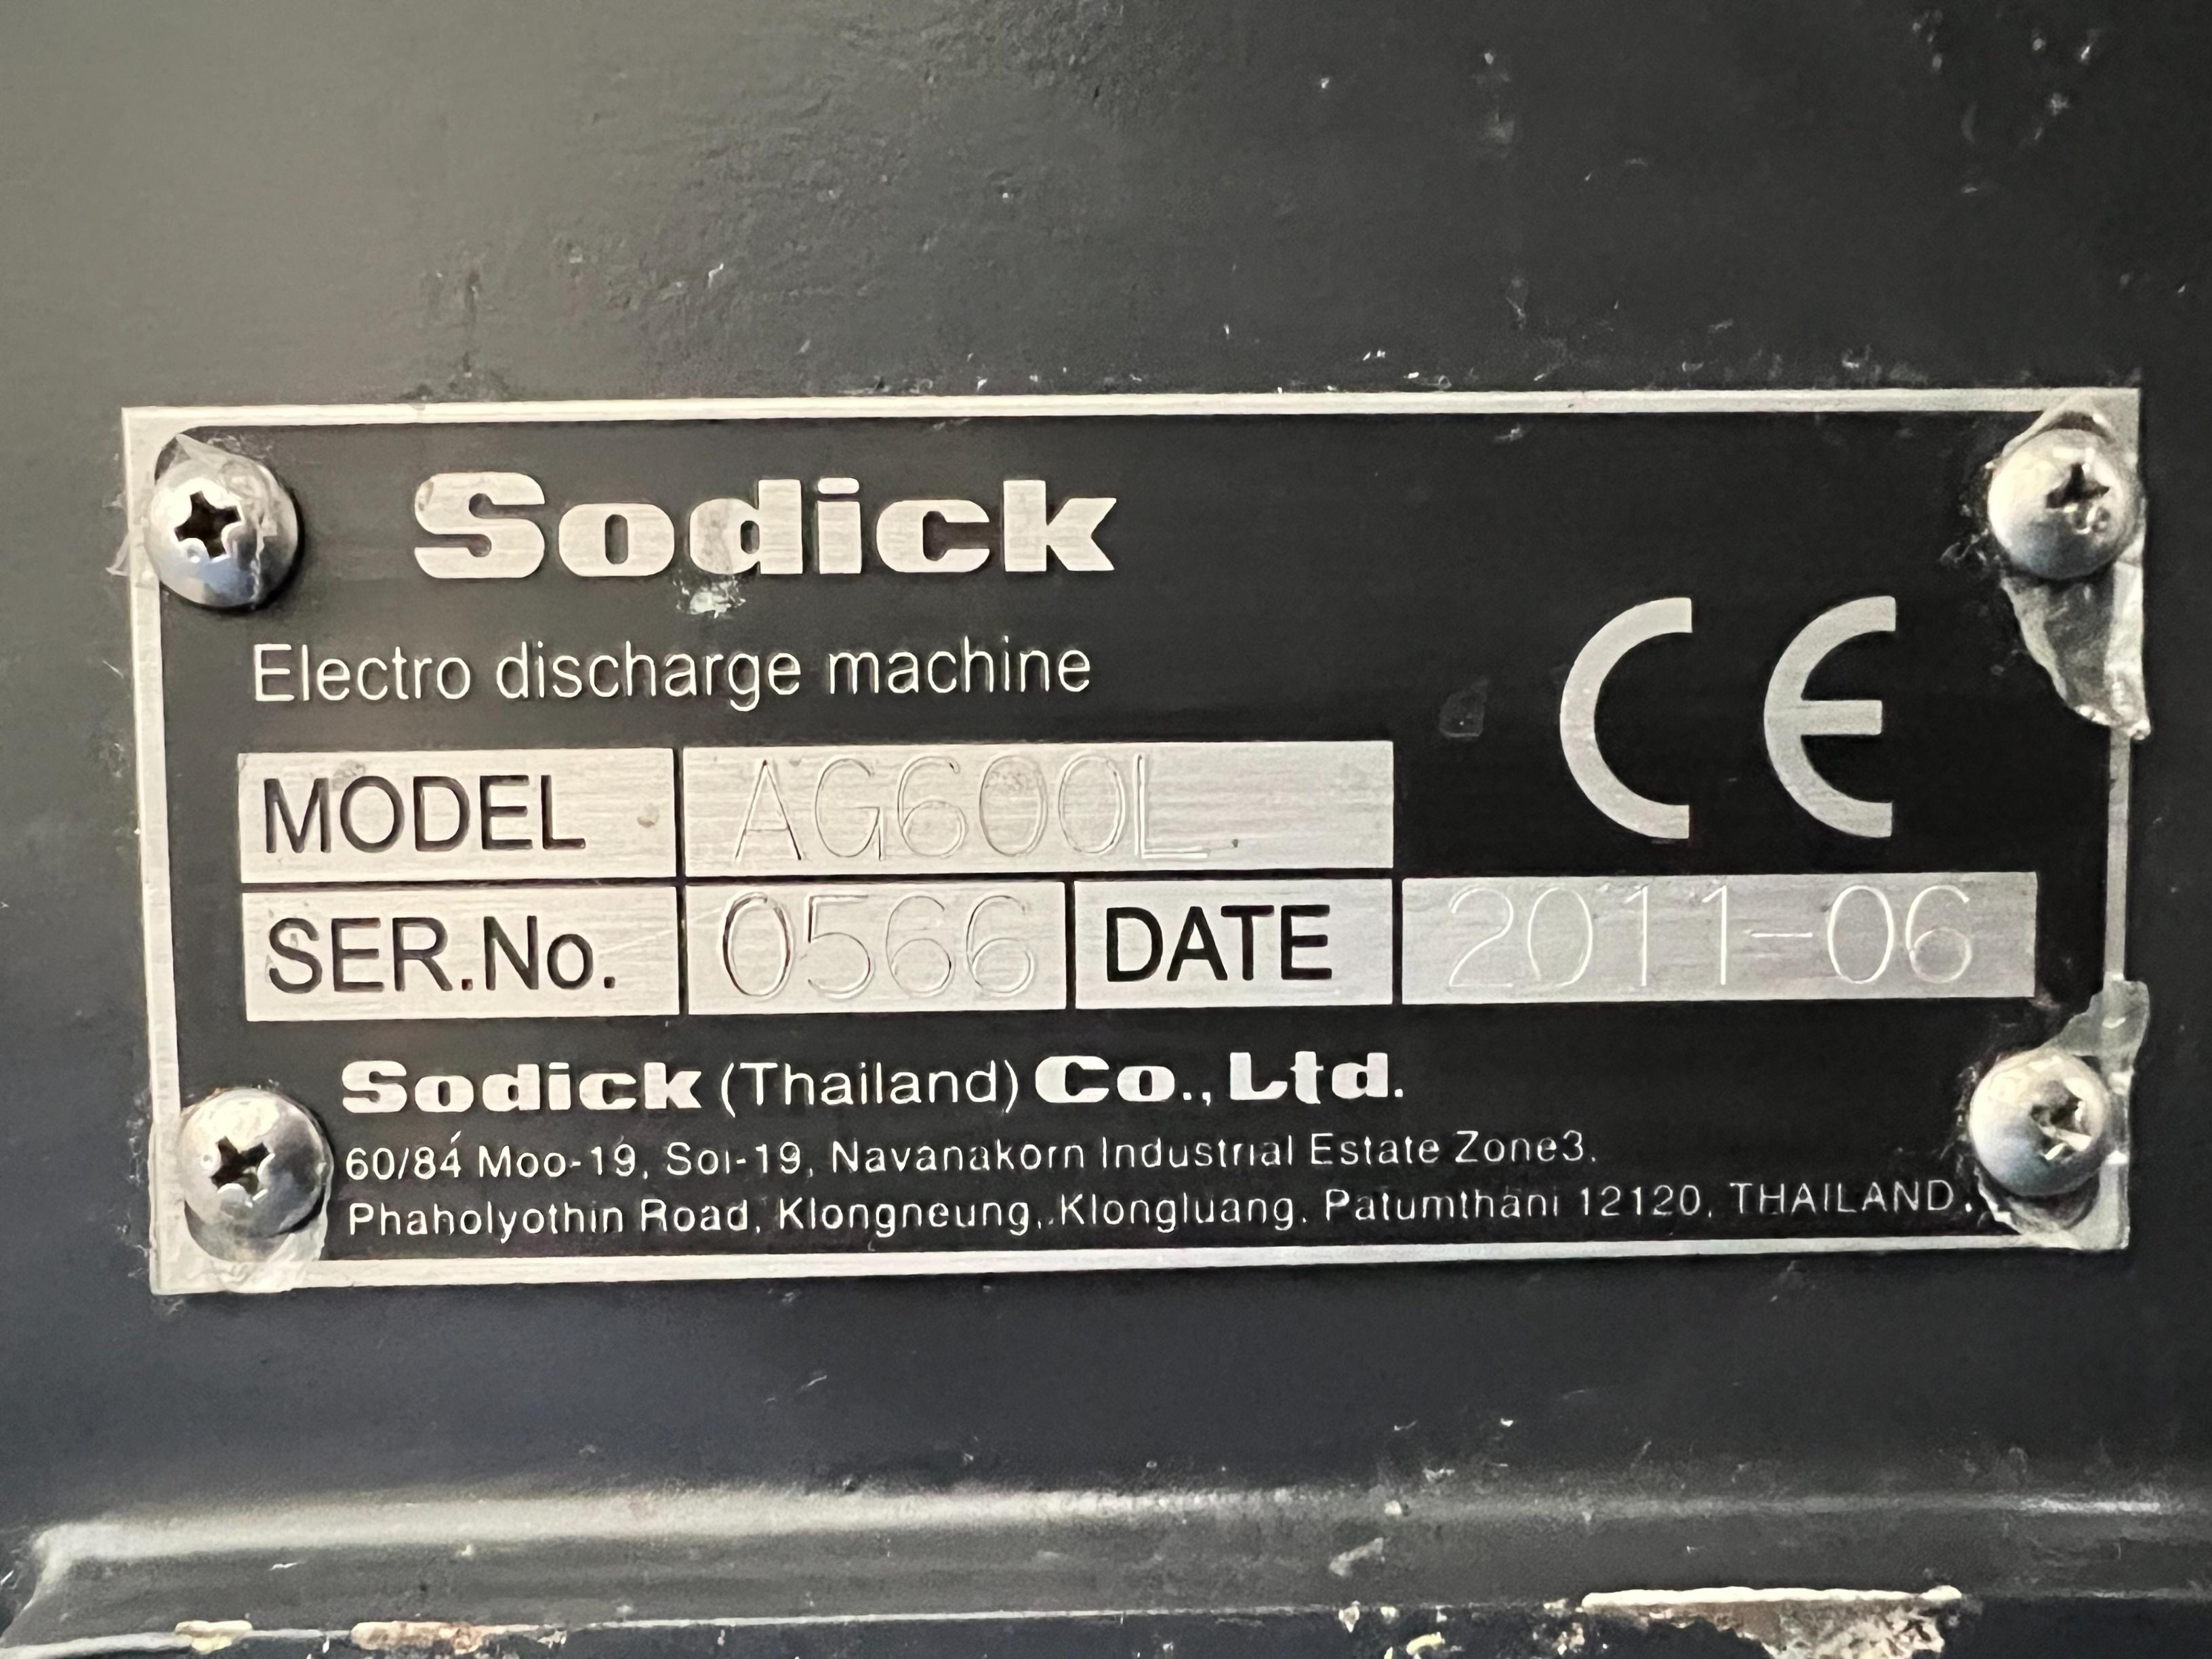 Sodick
Electro discharge machine
CE
MODEL AG600L
SER.No. 0566 DATE 2011-06
Sodick (Thailand) Co., Ltd.
60/84 Moo-19, Soi-19, Navanakorn Industrial Estate Zone3.
Phaholyothin Road, Klongneung, Klongluang, Patumthani 12120, THAILAND.